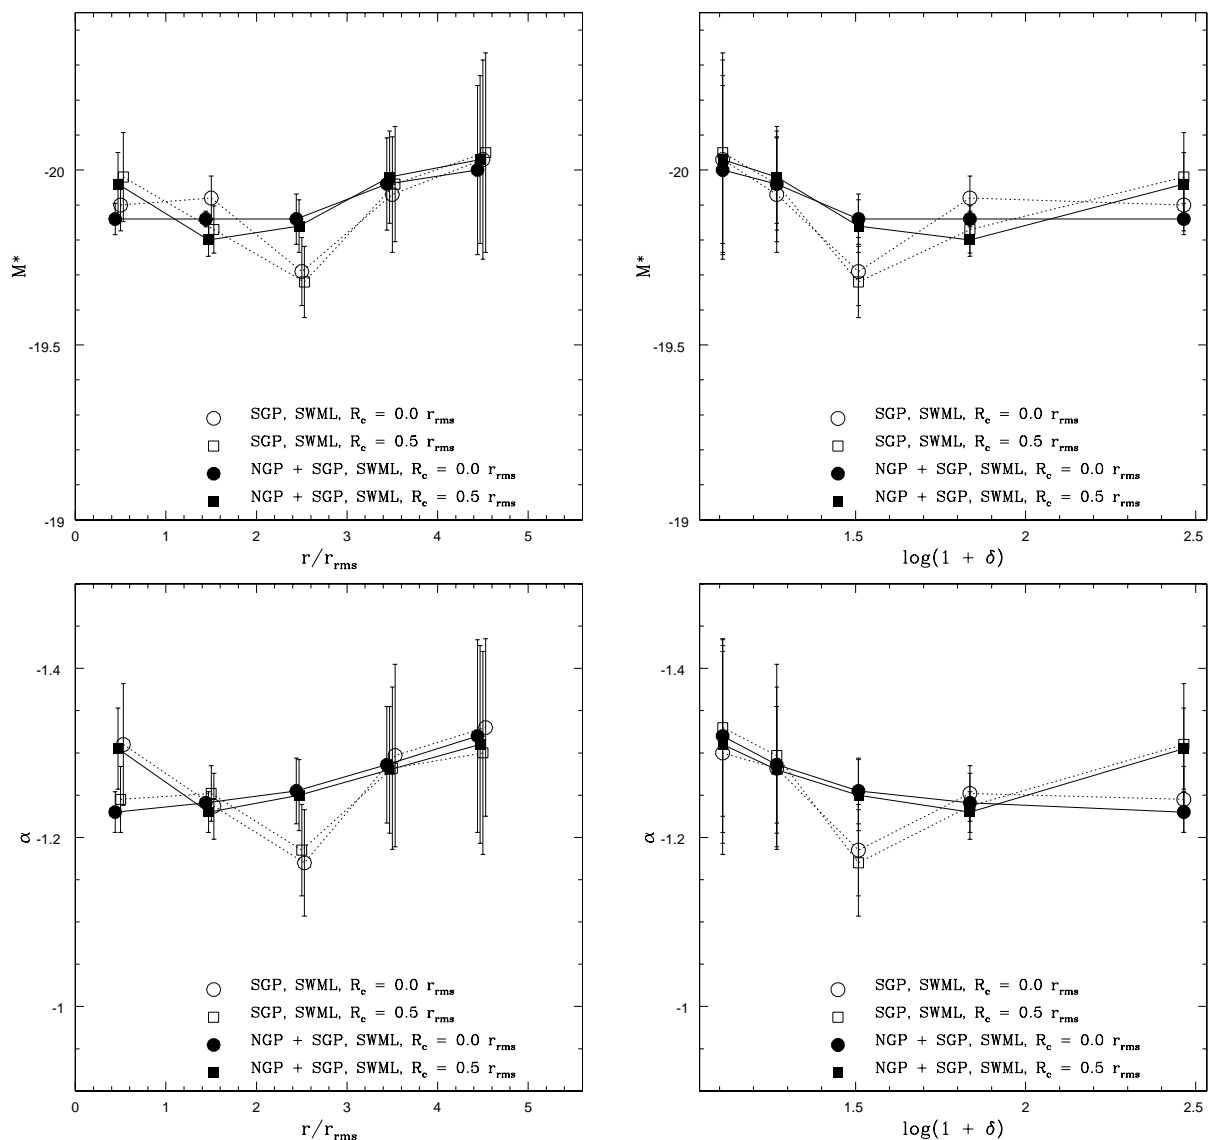 -20
-19.5
-19
M*
SGP, SWML, R_c = 0.0 r_rms
SGP, SWML, R_c = 0.5 r_rms
NGP + SGP, SWML, R_c = 0.0 r_rms
NGP + SGP, SWML, R_c = 0.5 r_rms
0 1 2 3 4 5
r/r_rms
-20
-19.5
-19
M*
SGP, SWML, R_c = 0.0 r_rms
SGP, SWML, R_c = 0.5 r_rms
NGP + SGP, SWML, R_c = 0.0 r_rms
NGP + SGP, SWML, R_c = 0.5 r_rms
1.5 2 2.5
log(1 + δ)
-1.4
-1.2
-1
α
SGP, SWML, R_c = 0.0 r_rms
SGP, SWML, R_c = 0.5 r_rms
NGP + SGP, SWML, R_c = 0.0 r_rms
NGP + SGP, SWML, R_c = 0.5 r_rms
0 1 2 3 4 5
r/r_rms
-1.4
-1.2
-1
α
SGP, SWML, R_c = 0.0 r_rms
SGP, SWML, R_c = 0.5 r_rms
NGP + SGP, SWML, R_c = 0.0 r_rms
NGP + SGP, SWML, R_c = 0.5 r_rms
1.5 2 2.5
log(1 + δ)